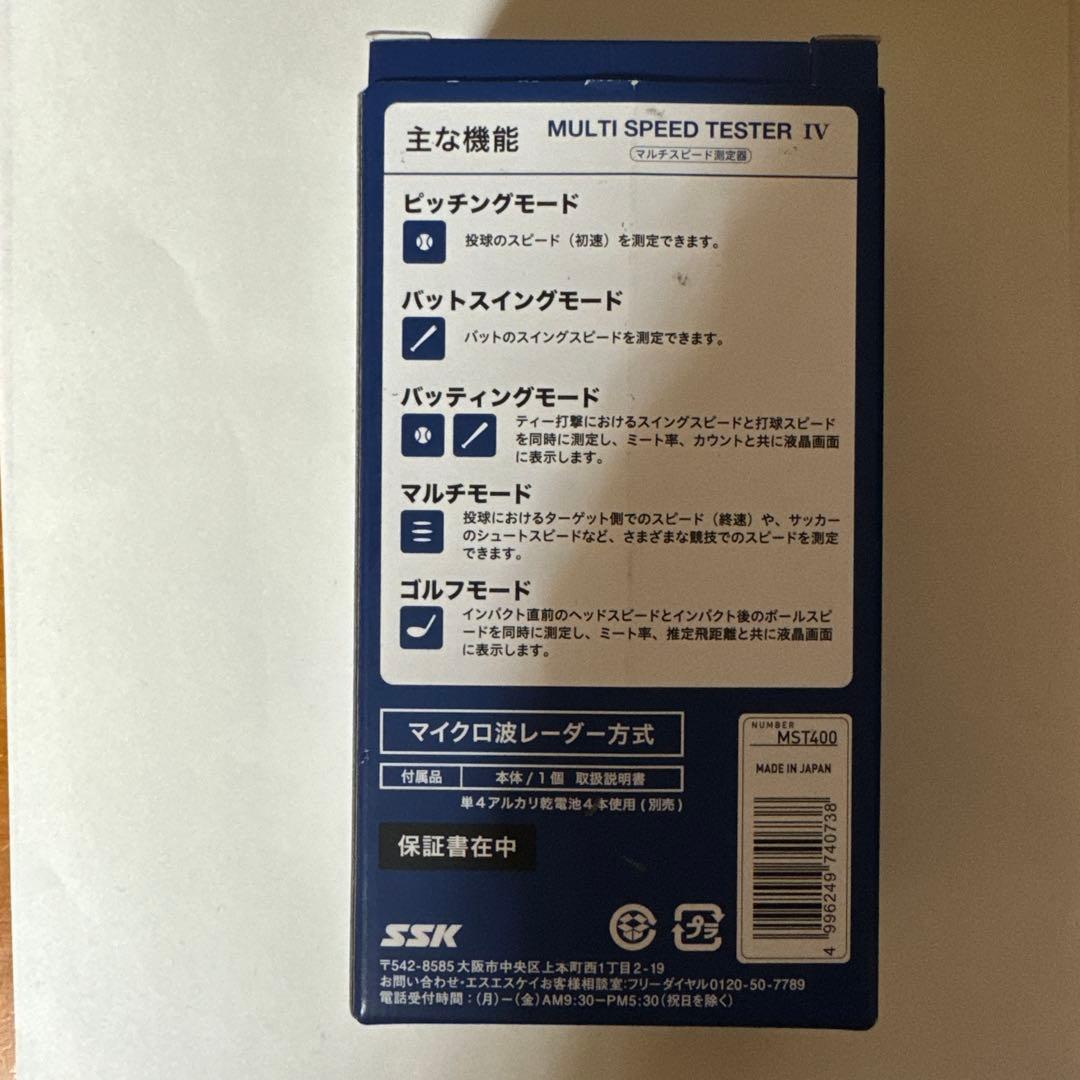 主な機能 MULTI SPEED TESTER IV
マルチスピード測定器
ピッチングモード
投球のスピード（初速）を測定できます。
バットスイングモード
バットのスイングスピードを測定できます。
バッティングモード
ティー打撃におけるスイングスピードと打球スピード
を同時に測定し、ミート率、カウントと共に液晶画面
に表示します。
マルチモード
投球におけるターゲット側でのスピード（終速）や、サッカー
のシュートスピードなど、さまざまな競技でのスピードを測定
できます。
ゴルフモード
インパクト直前のヘッドスピードとインパクト後のボールスピ
ードを同時に測定し、ミート率、推定飛距離と共に液晶画面
に表示します。
マイクロ波レーダー方式
付属品 本体/1個 取扱説明書
単4アルカリ乾電池4本使用(別売)
保証書在中
NUMBER
MST400
MADE IN JAPAN
4 996249 740738
プラ
SSK
〒542-8585 大阪市中央区上本町西1丁目2-19
お問い合わせ・エスエスケイお客様相談室:フリーダイヤル0120-50-7789
電話受付時間：(月)－(金)AM9:30－PM5:30(祝日を除く)